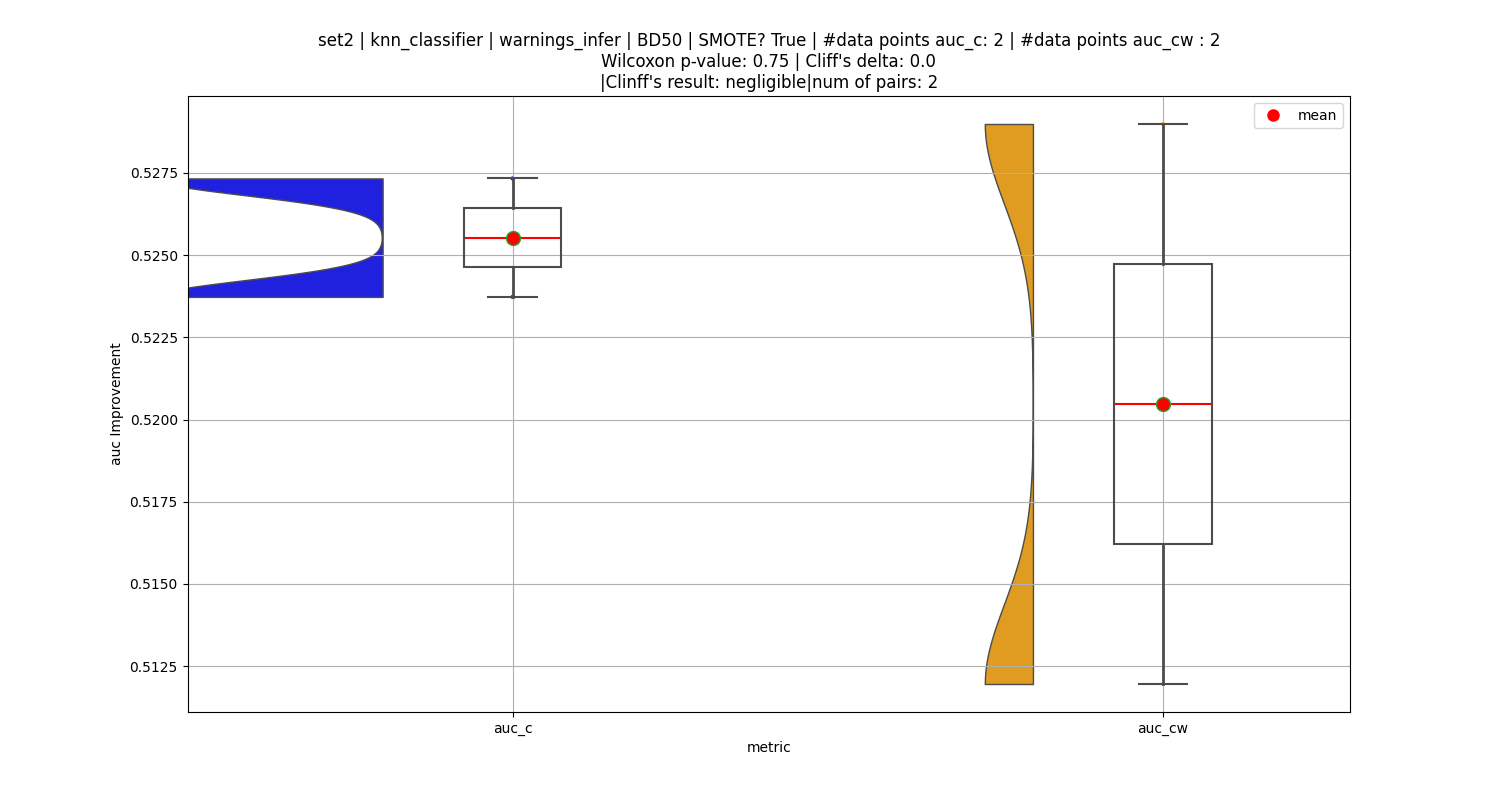 set2 | knn_classifier | warnings_infer | BD50 | SMOTE? True | #data points auc_c: 2 | #data points auc_cw : 2
Wilcoxon p-value: 0.75 | Cliff's delta: 0.0
|Clinff's result: negligible|num of pairs: 2
mean
0.5275
0.5250
0.5225
0.5200
0.5175
0.5150
0.5125
auc Improvement
auc_c
auc_cw
metric